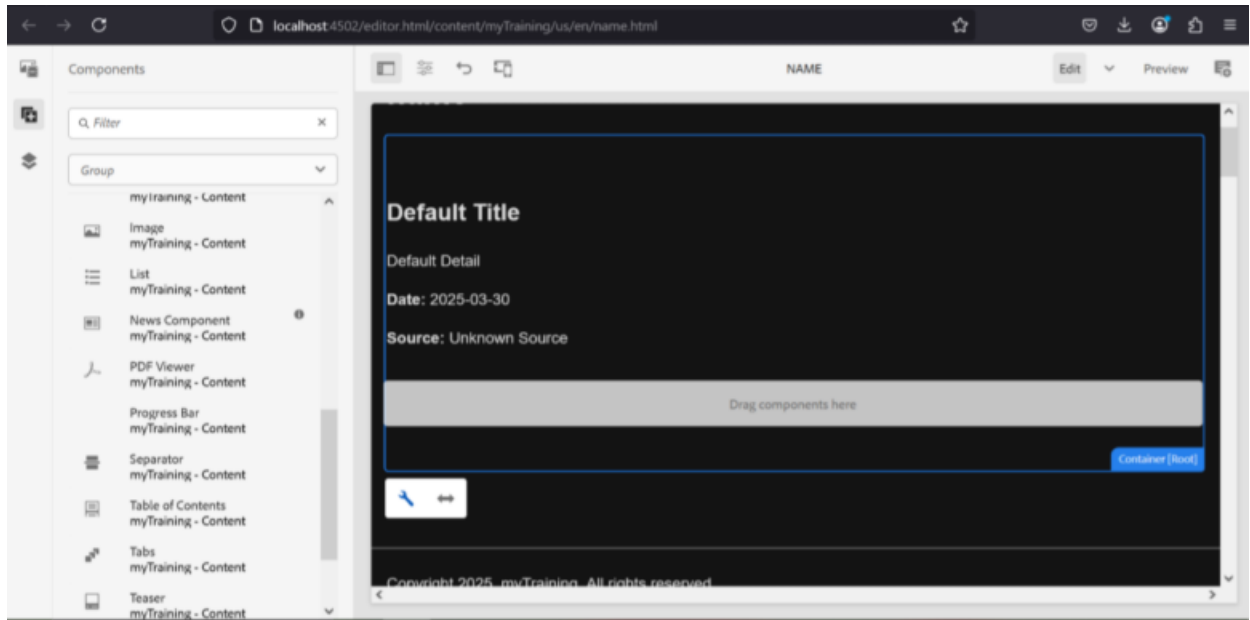 localhost:4502/editor.html/content/myTraining/us/en/name.html
Components
NAME
Edit
Preview
Filter
Group
myTraining - Content
Image
myTraining - Content
List
myTraining - Content
News Component
myTraining - Content
PDF Viewer
myTraining - Content
Progress Bar
myTraining - Content
Separator
myTraining - Content
Table of Contents
myTraining - Content
Tabs
myTraining - Content
Teaser
myTraining - Content
Default Title
Default Detail
Date: 2025-03-30
Source: Unknown Source
Drag components here
Container [Root]
Copyright 2025, myTraining. All rights reserved